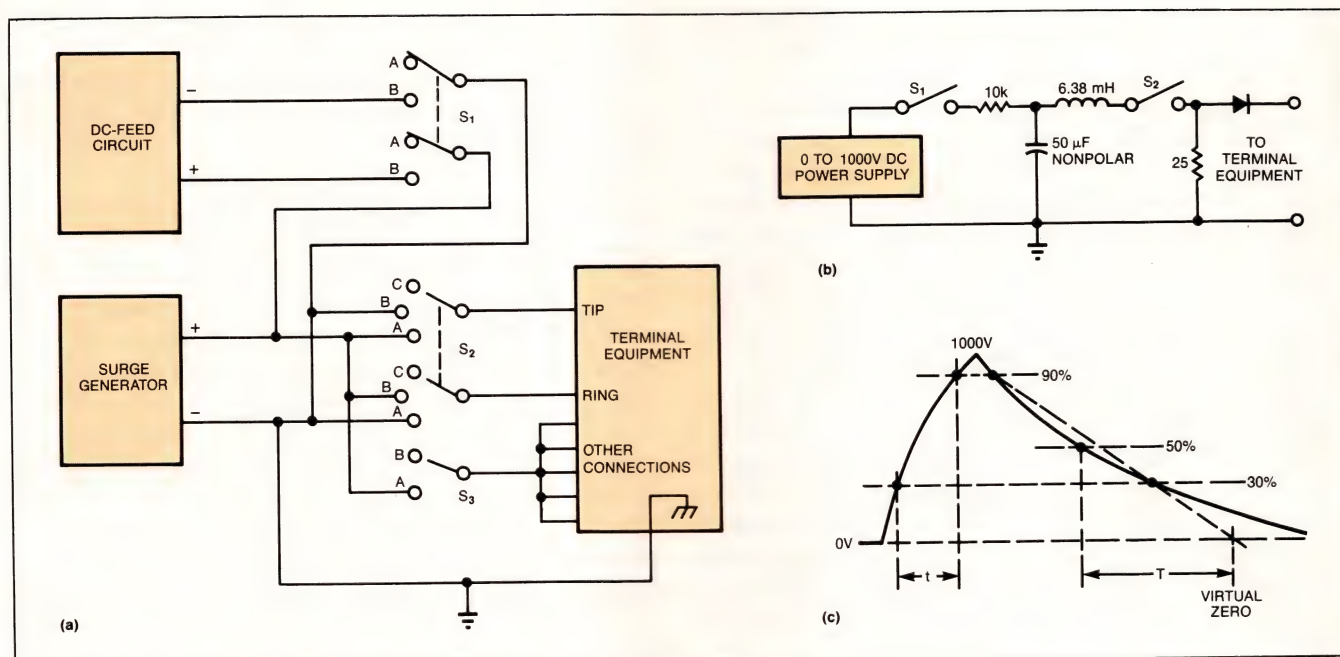 DC-FEED
CIRCUIT
−
+
A
B
A
B
S1
SURGE
GENERATOR
+
−
C
B
A
S2
C
B
A
B
A
S3
TIP
TERMINAL
EQUIPMENT
RING
OTHER
CONNECTIONS
(a)
S1
10k
6.38 mH
S2
0 TO 1000V DC
POWER SUPPLY
50 μF
NONPOLAR
25
TO
TERMINAL
EQUIPMENT
(b)
1000V
90%
50%
30%
0V
t
T
VIRTUAL
ZERO
(c)